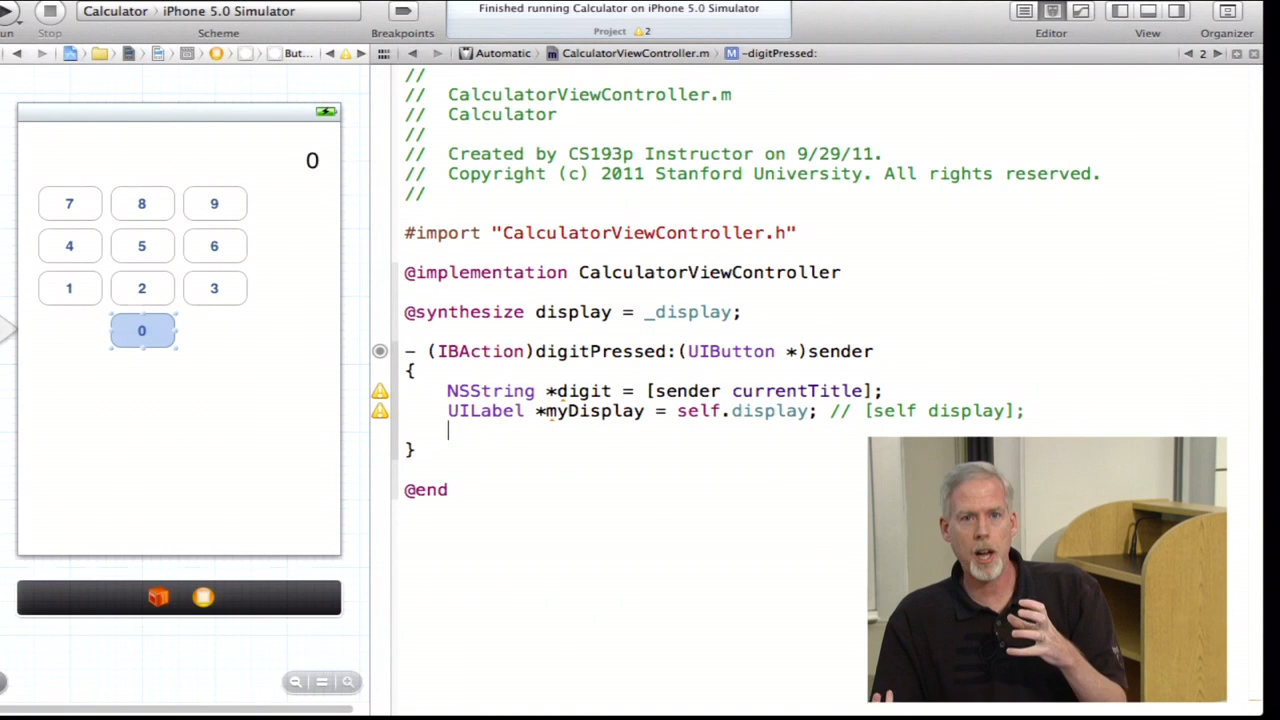 Calculator › iPhone 5.0 Simulator
Finished running Calculator on iPhone 5.0 Simulator
Project 2
un
Stop
Scheme
Breakpoints
Editor
View
Organizer
But...
Automatic
CalculatorViewController.m
M
-digitPressed:
2
0
7 8 9
4 5 6
1 2 3
0
//
// CalculatorViewController.m
// Calculator
//
// Created by CS193p Instructor on 9/29/11.
// Copyright (c) 2011 Stanford University. All rights reserved.
//
#import "CalculatorViewController.h"
@implementation CalculatorViewController
@synthesize display = _display;
- (IBAction)digitPressed:(UIButton *)sender
{
NSString *digit = [sender currentTitle];
UILabel *myDisplay = self.display; // [self display];
}
@end